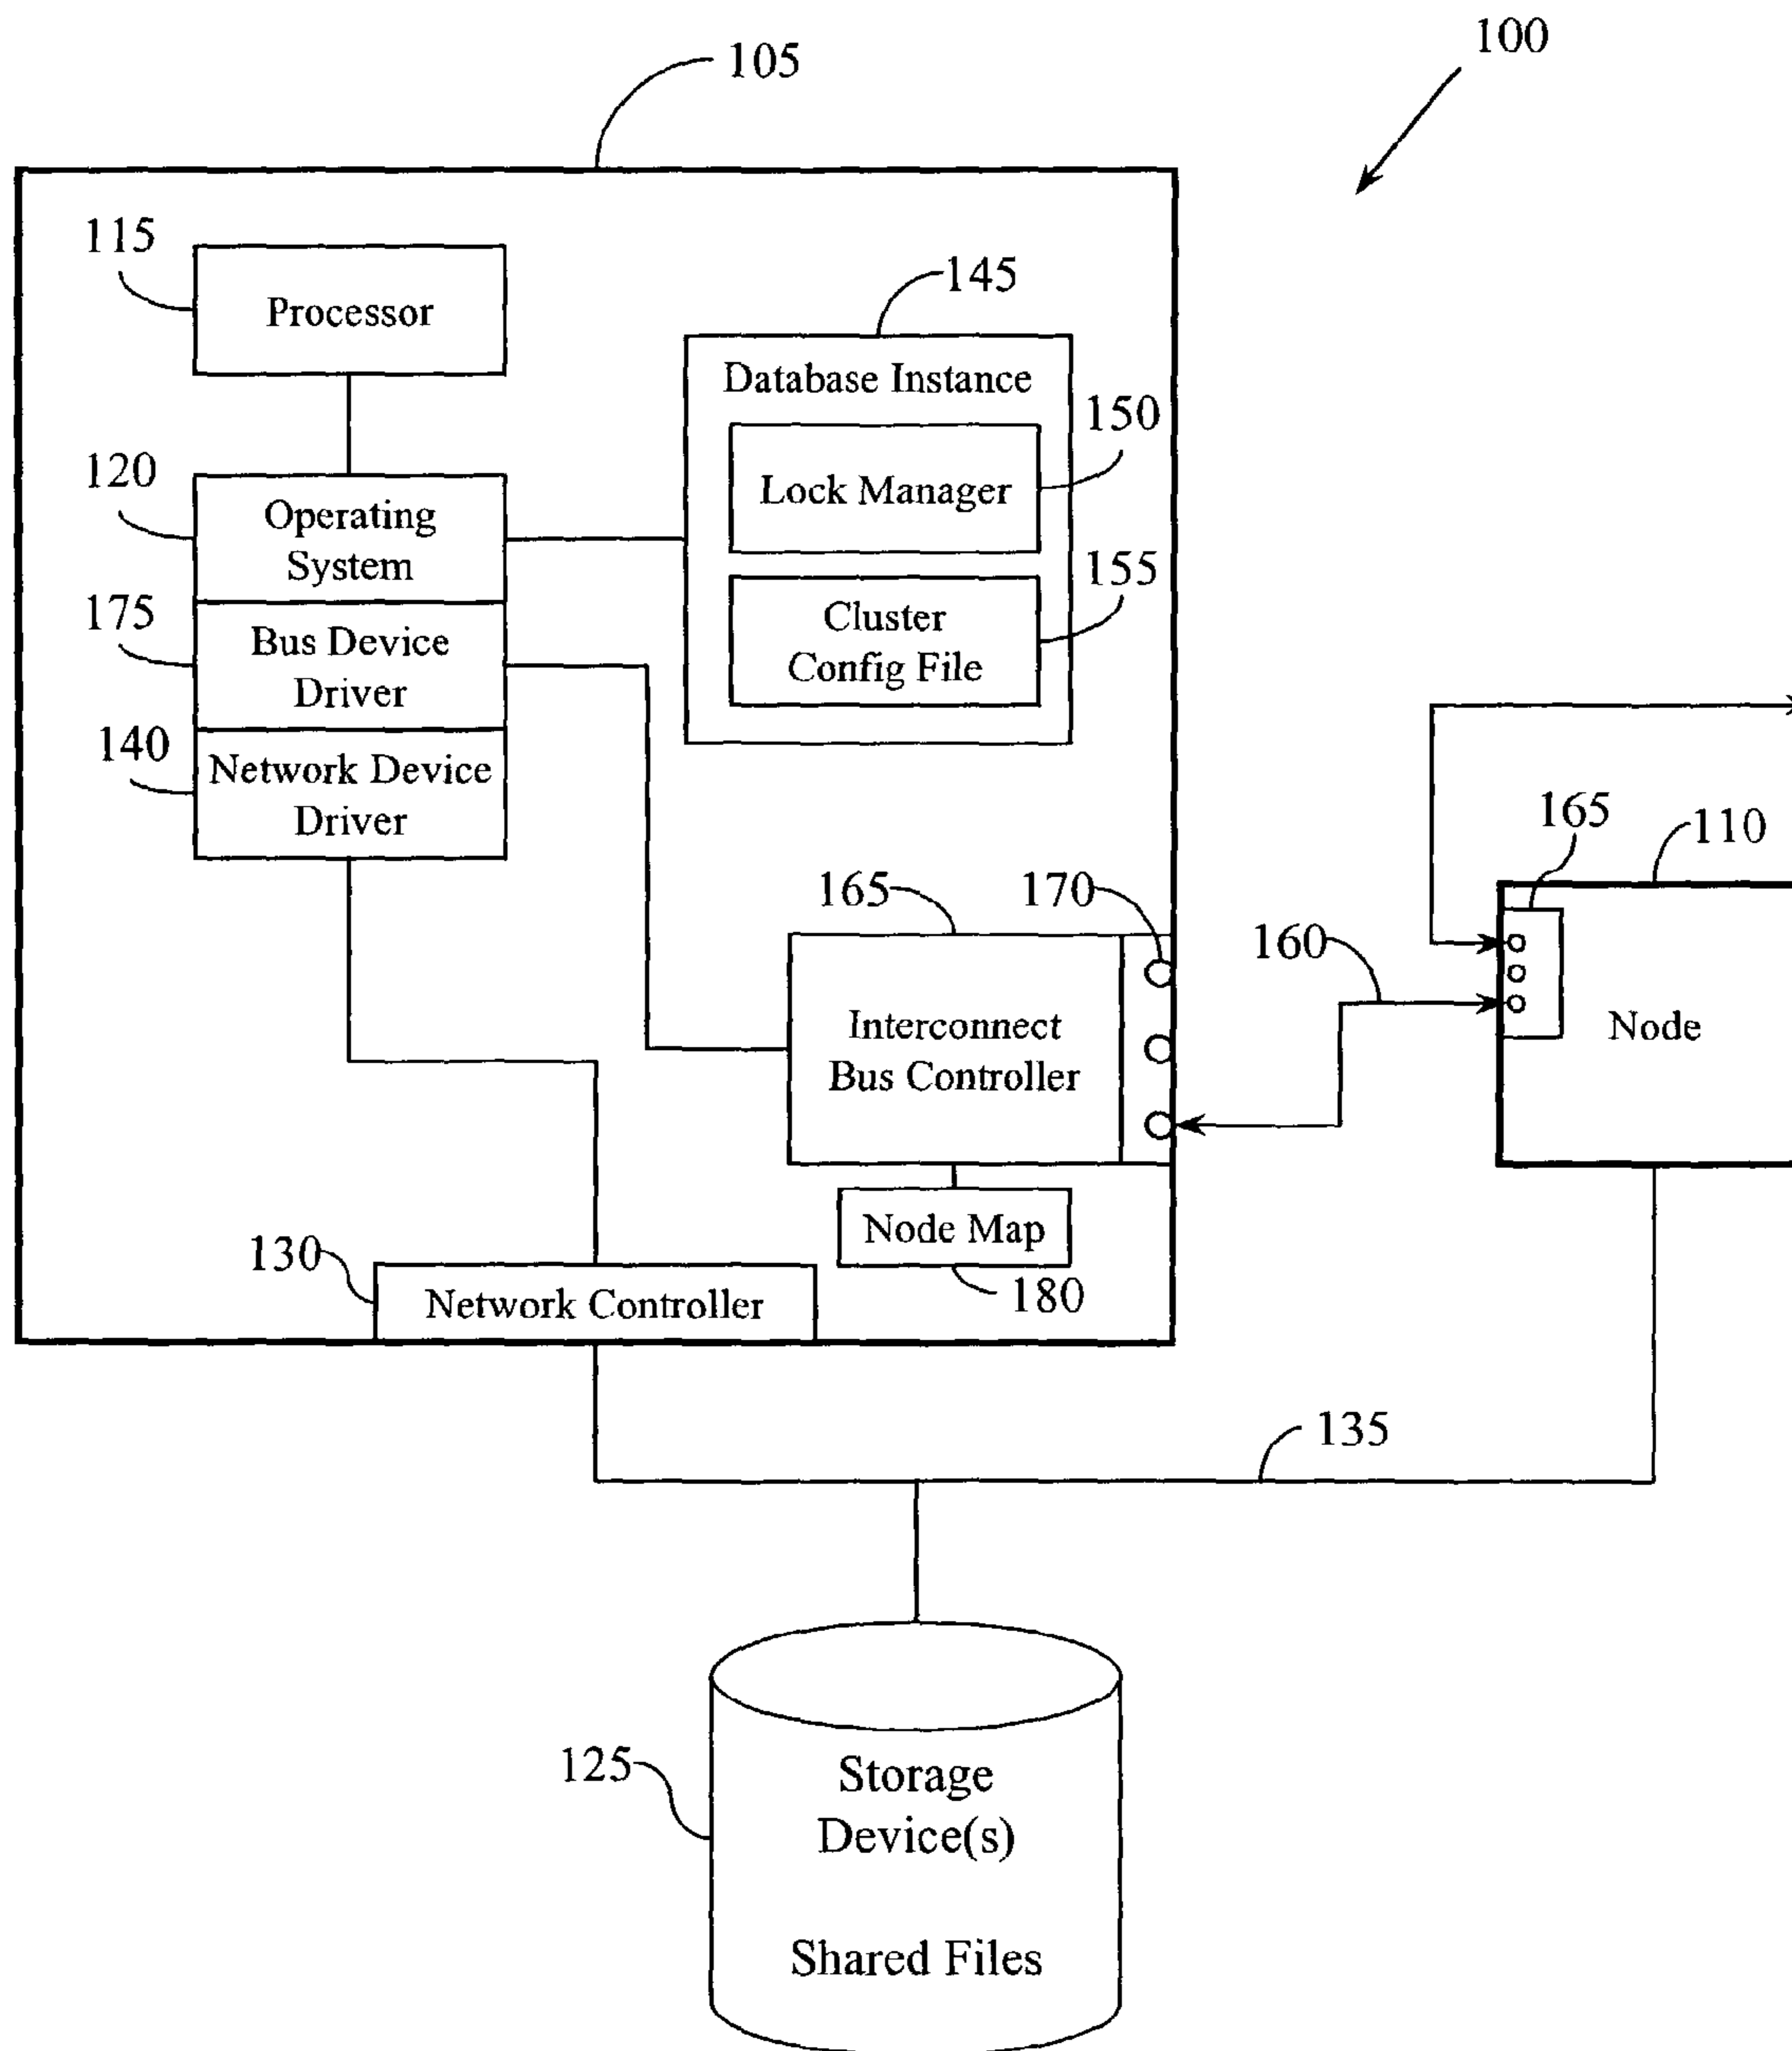 100
105
115
Processor
145
Database Instance
150
Lock Manager
120
Operating
System
155
Cluster
Config File
175
Bus Device
Driver
140
Network Device
Driver
165
170
Interconnect
Bus Controller
160
165
110
Node
Node Map
180
130
Network Controller
135
125
Storage
Device(s)
Shared Files